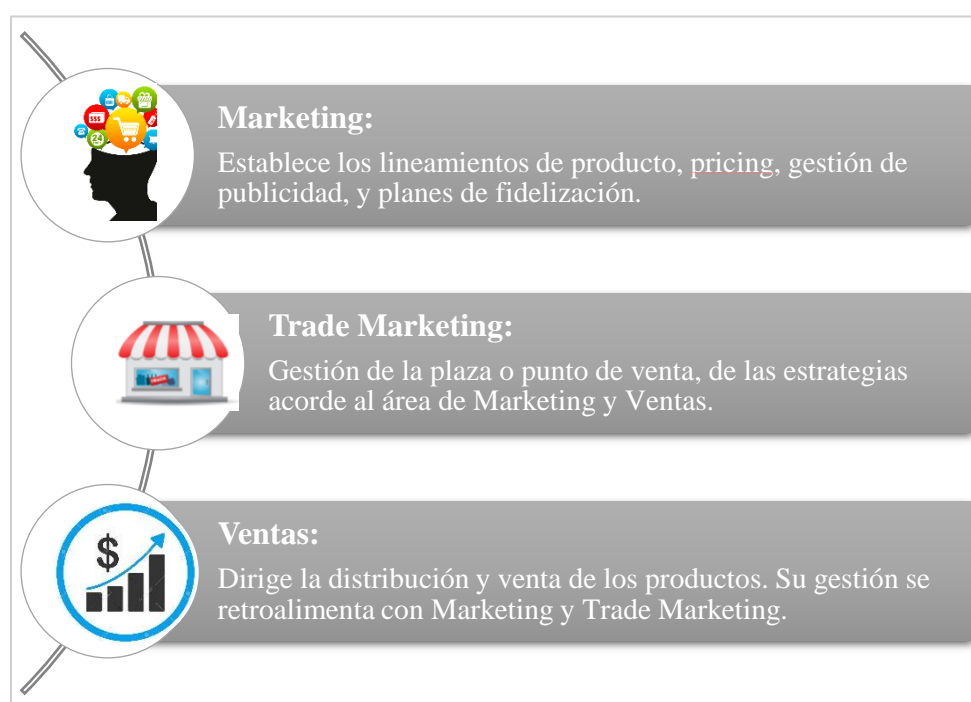 Marketing:
Establece los lineamientos de producto, pricing, gestión de
publicidad, y planes de fidelización.
$$$
24
Trade Marketing:
Gestión de la plaza o punto de venta, de las estrategias
acorde al área de Marketing y Ventas.
Ventas:
$
Dirige la distribución y venta de los productos. Su gestión se
retroalimenta con Marketing y Trade Marketing.